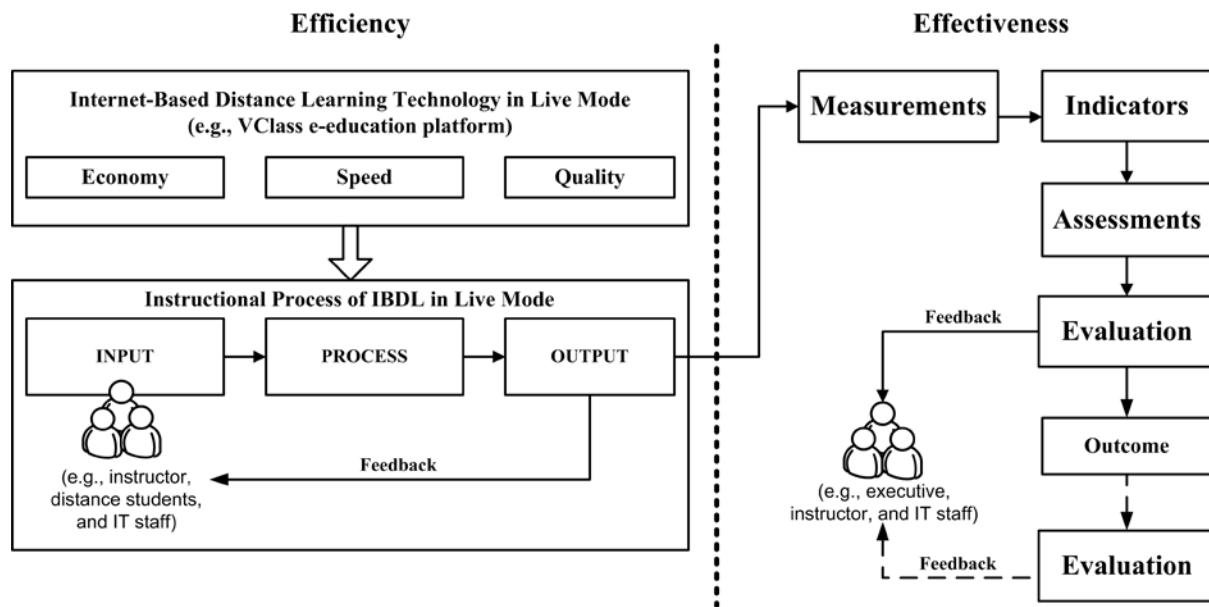 Efficiency
Internet-Based Distance Learning Technology in Live Mode
(e.g., VClass e-education platform)
Economy
Speed
Quality
Instructional Process of IBDL in Live Mode
INPUT
PROCESS
OUTPUT
Feedback
(e.g., instructor,
distance students,
and IT staff)
Effectiveness
Measurements
Indicators
Assessments
Evaluation
Feedback
(e.g., executive,
instructor, and IT staff)
Outcome
Feedback
Evaluation